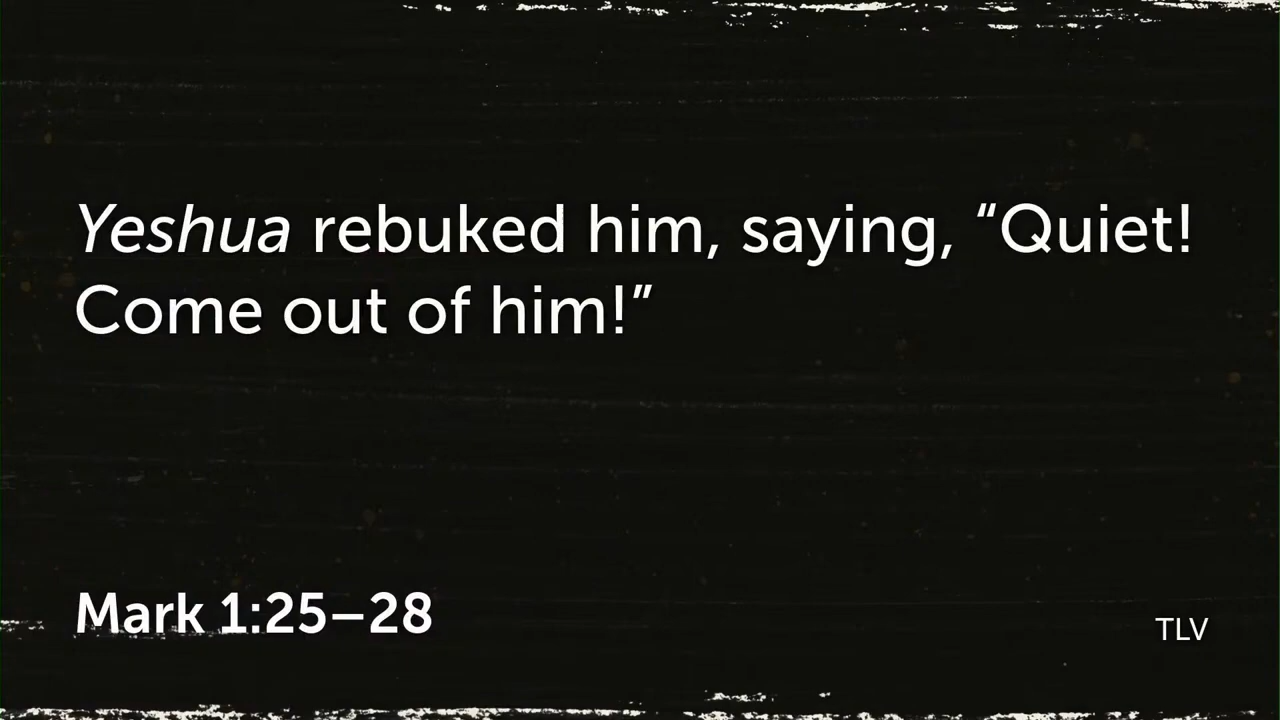 Yeshua rebuked him, saying, “Quiet!
Come out of him!”
Mark 1:25–28
TLV